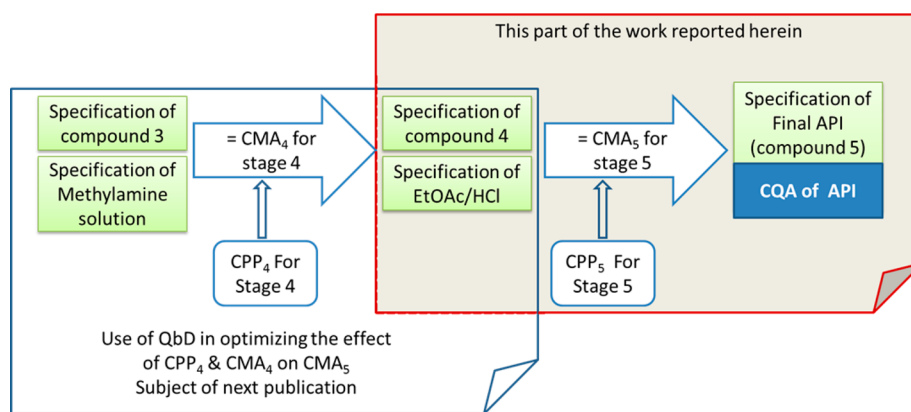 This part of the work reported herein
Specification of
compound 3
Specification of
Methylamine
solution
= CMA₄ for
stage 4
CPP₄ For
Stage 4
Specification of
compound 4
Specification of
EtOAc/HCl
= CMA₅ for
stage 5
CPP₅ For
Stage 5
Specification of
Final API
(compound 5)
CQA of API
Use of QbD in optimizing the effect
of CPP₄ & CMA₄ on CMA₅
Subject of next publication